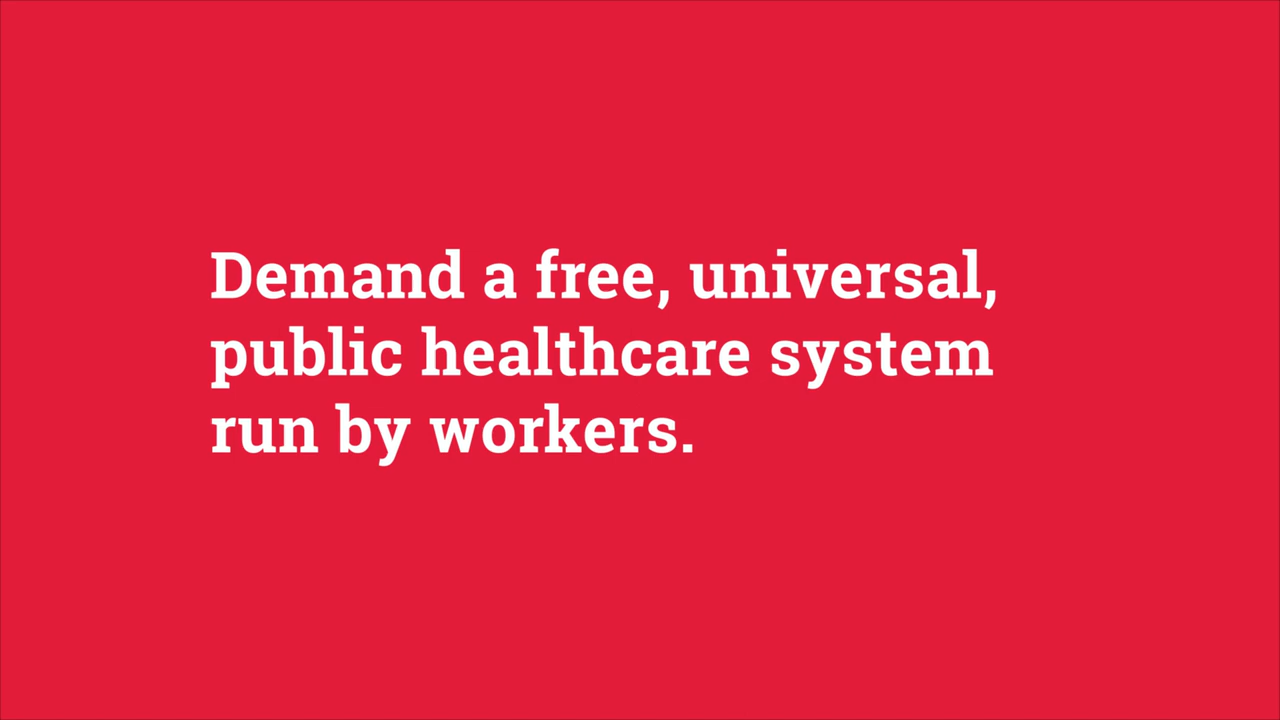 Demand a free, universal,
public healthcare system
run by workers.